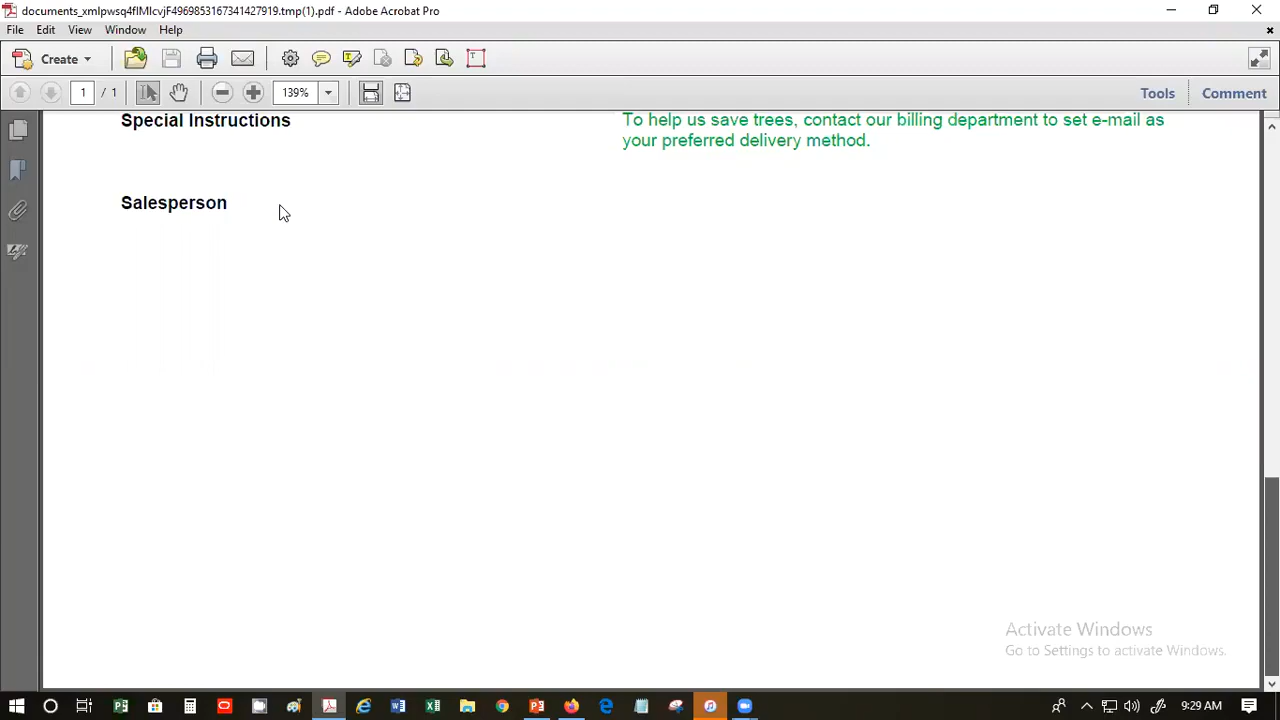 documents_xmlpwsq4flMlcvjF4969853167341427919.tmp(1).pdf - Adobe Acrobat Pro
File Edit View Window Help
Create
1 / 1 139% Tools Comment
Special Instructions
To help us save trees, contact our billing department to set e-mail as
your preferred delivery method.
Salesperson
Activate Windows
Go to Settings to activate Windows.
9:29 AM